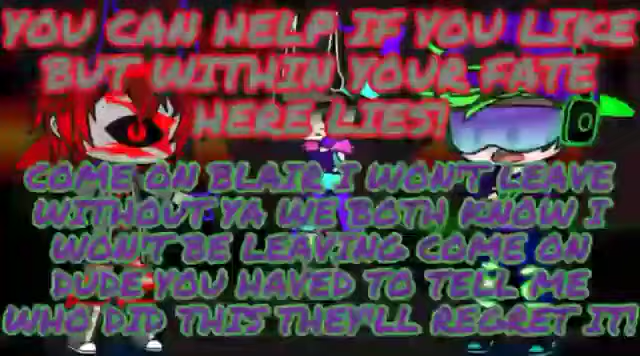 YOU CAN HELP IF YOU LIKE
BUT WITHIN YOUR FATE
HERE LIES!
COME ON BLAIR I WON'T LEAVE
WITHOUT YA WE BOTH KNOW I
WON'T BE LEAVING COME ON
DUDE YOU HAVED TO TELL ME
WHO DID THIS THEY'LL REGRET IT!